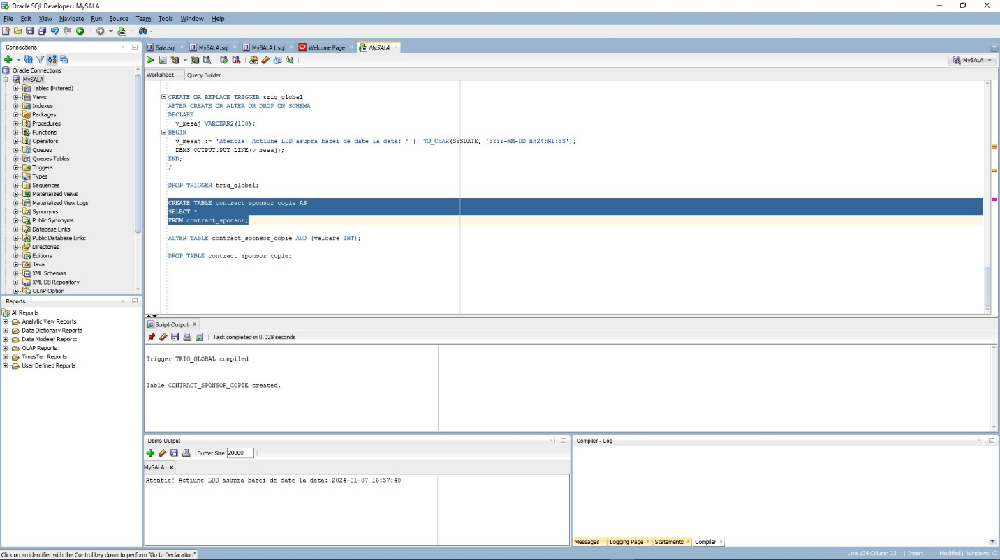 Oracle SQL Developer : MySALA
File Edit View Navigate Run Source Team Tools Window Help
Connections
Oracle Connections
MySALA
Tables (Filtered)
Views
Indexes
Packages
Procedures
Functions
Operators
Queues
Queues Tables
Triggers
Types
Sequences
Materialized Views
Materialized View Logs
Synonyms
Public Synonyms
Database Links
Public Database Links
Directories
Editions
Java
XML Schemas
XML DB Repository
OLAP Option
Reports
All Reports
Analytic View Reports
Data Dictionary Reports
Data Modeler Reports
OLAP Reports
TimesTen Reports
User Defined Reports
Sala.sql MySALA.sql MySALA1.sql Welcome Page MySALA
MySALA
Worksheet Query Builder
CREATE OR REPLACE TRIGGER trig_global
AFTER CREATE OR ALTER OR DROP ON SCHEMA
DECLARE
v_mesaj VARCHAR2(100);
BEGIN
v_mesaj := 'Atenție! Acțiune LDD asupra bazei de date la data: ' || TO_CHAR(SYSDATE, 'YYYY-MM-DD HH24:MI:SS');
DBMS_OUTPUT.PUT_LINE(v_mesaj);
END;
/
DROP TRIGGER trig_global;
CREATE TABLE contract_sponsor_copie AS
SELECT *
FROM contract_sponsor;
ALTER TABLE contract_sponsor_copie ADD (valoare INT);
DROP TABLE contract_sponsor_copie;
Script Output
Task completed in 0.028 seconds
Trigger TRIG_GLOBAL compiled
Table CONTRACT_SPONSOR_COPIE created.
Dbms Output
Buffer Size: 20000
MySALA
Atenție! Acțiune LDD asupra bazei de date la data: 2024-01-07 16:57:48
Compiler - Log
Messages Logging Page Statements Compiler
Click on an identifier with the Control key down to perform "Go to Declaration"
Line 134 Column 23 | Insert | Modified | Windows: Cl